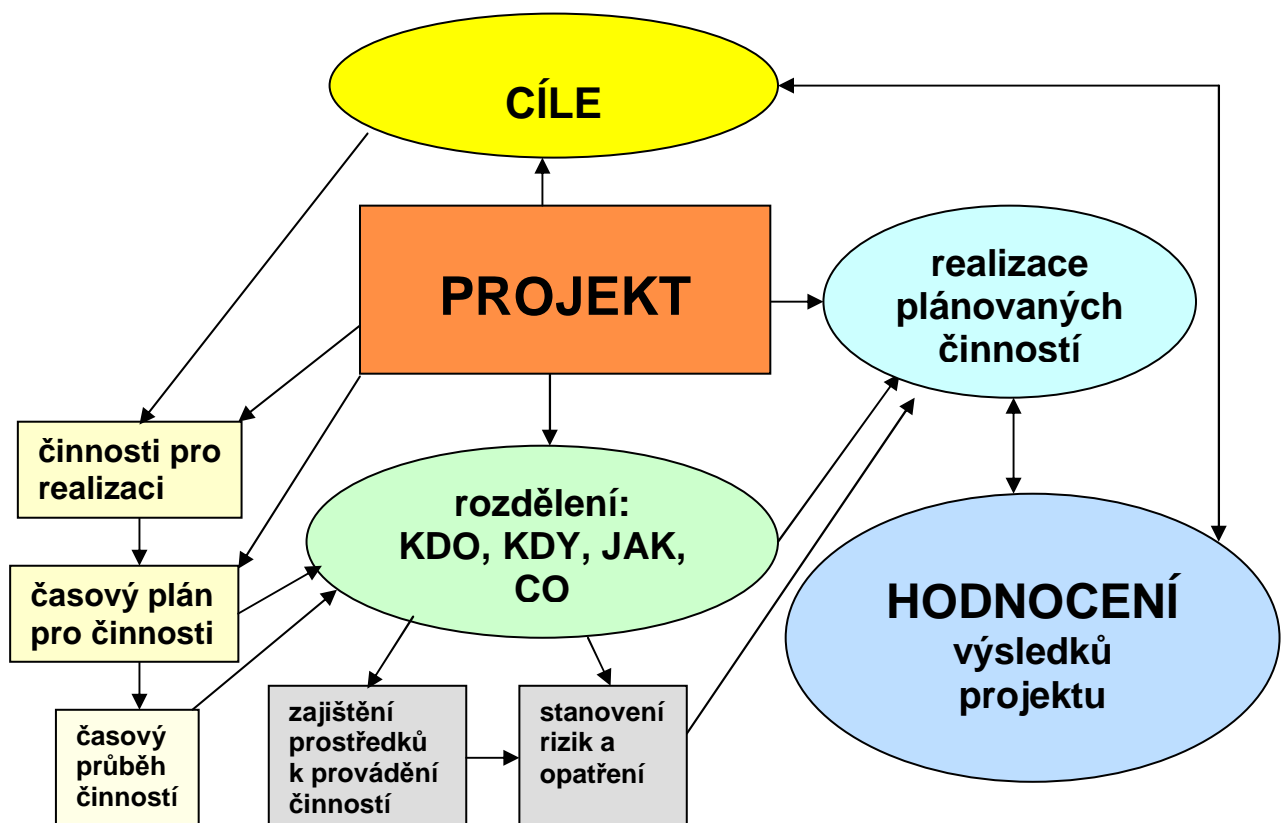 CÍLE
PROJEKT
realizace
plánovaných
činností
činnosti pro
realizaci
rozdělení:
KDO, KDY, JAK,
CO
časový plán
pro činnosti
HODNOCENÍ
výsledků
projektu
časový
průběh
činností
zajištění
prostředků
k provádění
činností
stanovení
rizik a
opatření